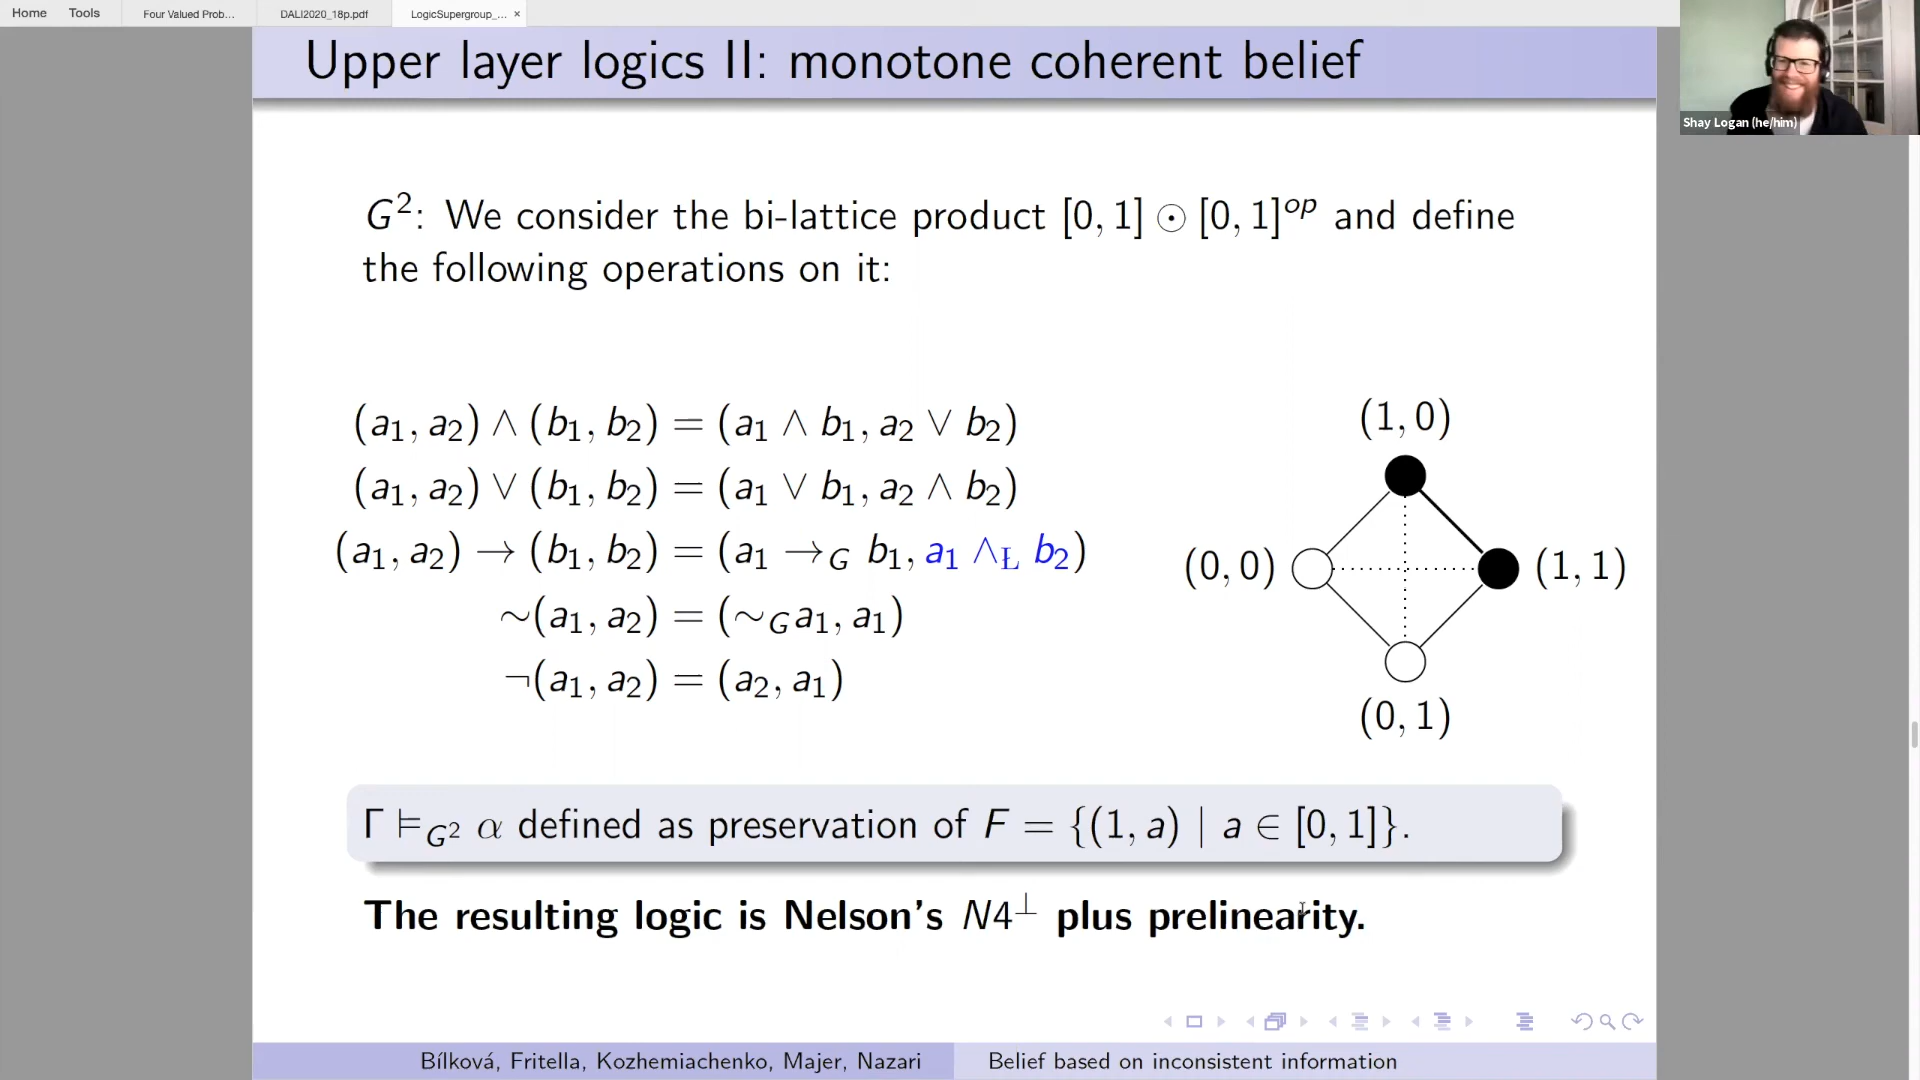 Home Tools Four Valued Prob... DALI2020_18p.pdf LogicSupergroup_... ×
Upper layer logics II: monotone coherent belief
Shay Logan (he/him)
G²: We consider the bi-lattice product [0, 1] ⊙ [0, 1]ᵒᵖ and define
the following operations on it:
(a₁, a₂) ∧ (b₁, b₂) = (a₁ ∧ b₁, a₂ ∨ b₂)
(a₁, a₂) ∨ (b₁, b₂) = (a₁ ∨ b₁, a₂ ∧ b₂)
(a₁, a₂) → (b₁, b₂) = (a₁ →_G b₁, a₁ ∧_Ł b₂)
∼(a₁, a₂) = (∼_G a₁, a₁)
¬(a₁, a₂) = (a₂, a₁)
(1, 0)
(0, 0) (1, 1)
(0, 1)
Γ ⊨_G² α defined as preservation of F = {(1, a) | a ∈ [0, 1]}.
The resulting logic is Nelson's N4^⊥ plus prelinearity.
Bílková, Fritella, Kozhemiachenko, Majer, Nazari Belief based on inconsistent information